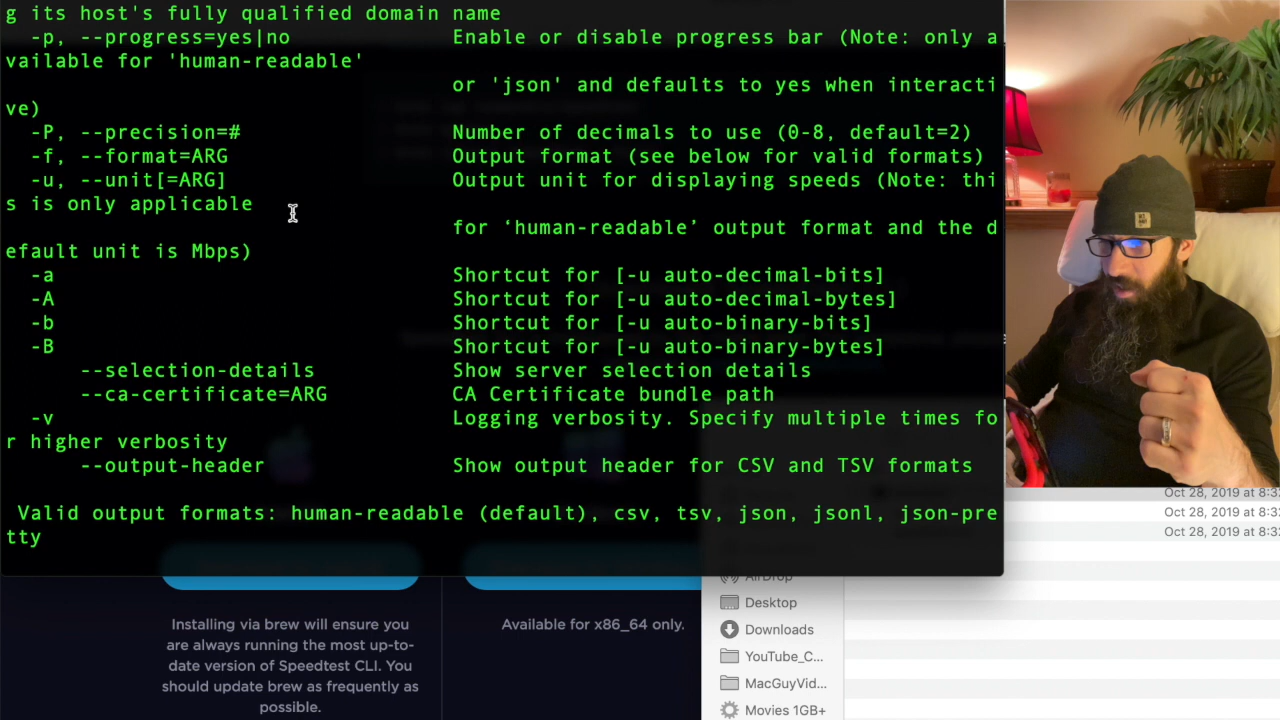 g its host's fully qualified domain name
-p, --progress=yes|no Enable or disable progress bar (Note: only a
vailable for 'human-readable'
or 'json' and defaults to yes when interacti
ve)
-P, --precision=# Number of decimals to use (0-8, default=2)
-f, --format=ARG Output format (see below for valid formats)
-u, --unit[=ARG] Output unit for displaying speeds (Note: thi
s is only applicable
for ‘human-readable’ output format and the d
efault unit is Mbps)
-a Shortcut for [-u auto-decimal-bits]
-A Shortcut for [-u auto-decimal-bytes]
-b Shortcut for [-u auto-binary-bits]
-B Shortcut for [-u auto-binary-bytes]
--selection-details Show server selection details
--ca-certificate=ARG CA Certificate bundle path
-v Logging verbosity. Specify multiple times fo
r higher verbosity
--output-header Show output header for CSV and TSV formats
Valid output formats: human-readable (default), csv, tsv, json, jsonl, json-pre
tty
Installing via brew will ensure you
are always running the most up-to-
date version of Speedtest CLI. You
should update brew as frequently as
possible.
Available for x86_64 only.
AirDrop
Desktop
Downloads
YouTube_C...
MacGuyVid...
Movies 1GB+
Oct 28, 2019 at 8:3
Oct 28, 2019 at 8:3
Oct 28, 2019 at 8:3